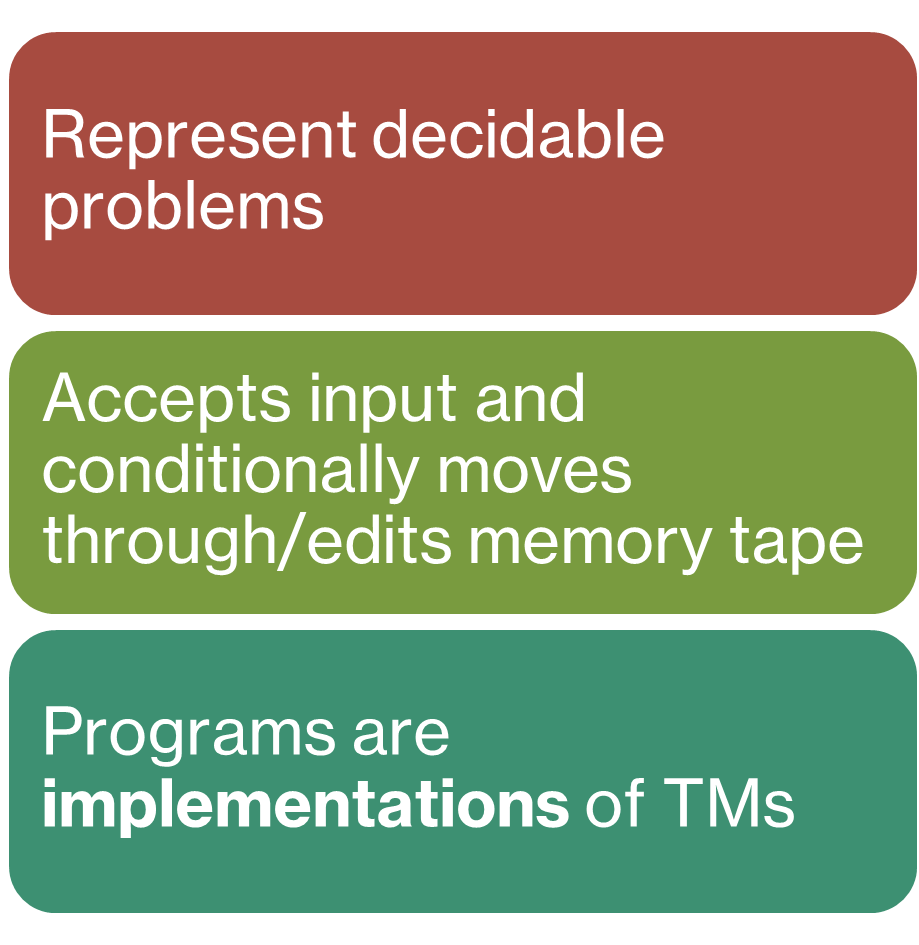 Represent decidable
problems
Accepts input and
conditionally moves
through/edits memory tape
Programs are
implementations of TMs